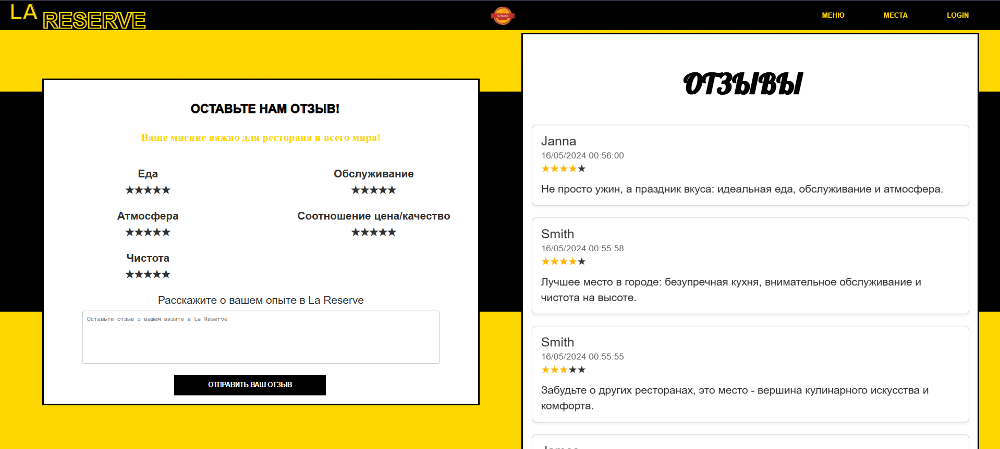 LA RESERVE
La Reserve
МЕНЮ
МЕСТА
LOGIN
ОСТАВЬТЕ НАМ ОТЗЫВ!
Ваше мнение важно для ресторана и всего мира!
Еда
★★★★★
Обслуживание
★★★★★
Атмосфера
★★★★★
Соотношение цена/качество
★★★★★
Чистота
★★★★★
Расскажите о вашем опыте в La Reserve
Оставьте отзыв о вашем визите в La Reserve
ОТПРАВИТЬ ВАШ ОТЗЫВ
ОТЗЫВЫ
Janna
16/05/2024 00:56:00
★★★★★
Не просто ужин, а праздник вкуса: идеальная еда, обслуживание и атмосфера.
Smith
16/05/2024 00:55:58
★★★★★
Лучшее место в городе: безупречная кухня, внимательное обслуживание и
чистота на высоте.
Smith
16/05/2024 00:55:55
★★★★★
Забудьте о других ресторанах, это место - вершина кулинарного искусства и
комфорта.